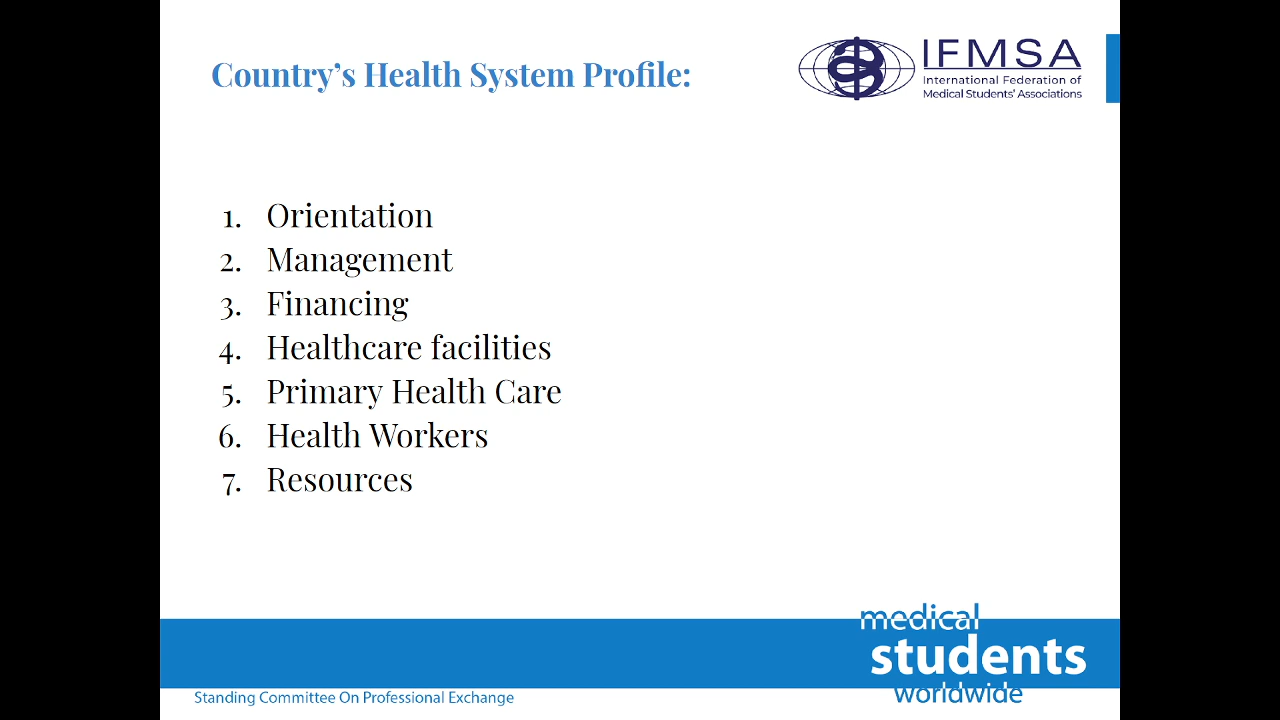 Country’s Health System Profile:
IFMSA
International Federation of
Medical Students' Associations
1. Orientation
2. Management
3. Financing
4. Healthcare facilities
5. Primary Health Care
6. Health Workers
7. Resources
medical
students
worldwide
Standing Committee On Professional Exchange